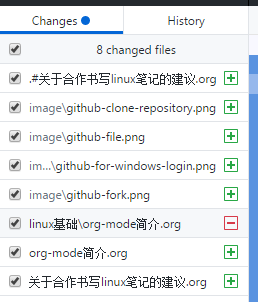 Changes History
8 changed files
.#关于合作书写linux笔记的建议.org
image\github-clone-repository.png
image\github-file.png
im...\github-for-windows-login.png
image\github-fork.png
linux基础\org-mode简介.org
org-mode简介.org
关于合作书写linux笔记的建议.org